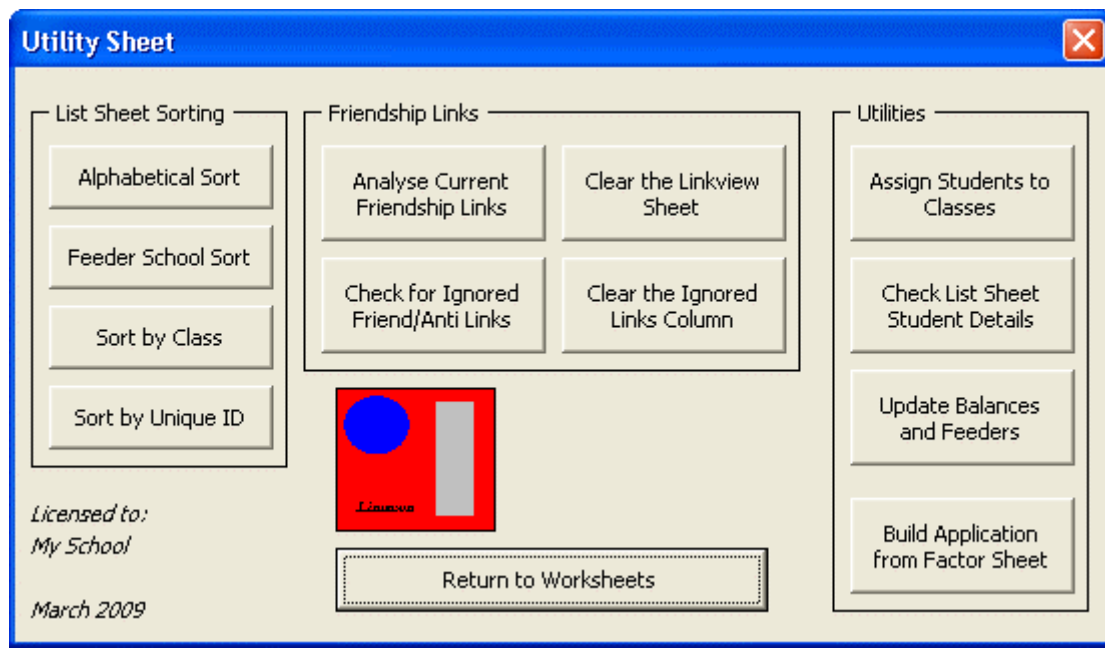 Utility Sheet
List Sheet Sorting
Alphabetical Sort
Feeder School Sort
Sort by Class
Sort by Unique ID
Friendship Links
Analyse Current
Friendship Links
Clear the Linkview
Sheet
Check for Ignored
Friend/Anti Links
Clear the Ignored
Links Column
Utilities
Assign Students to
Classes
Check List Sheet
Student Details
Update Balances
and Feeders
Build Application
from Factor Sheet
Licensed to:
My School
March 2009
Return to Worksheets